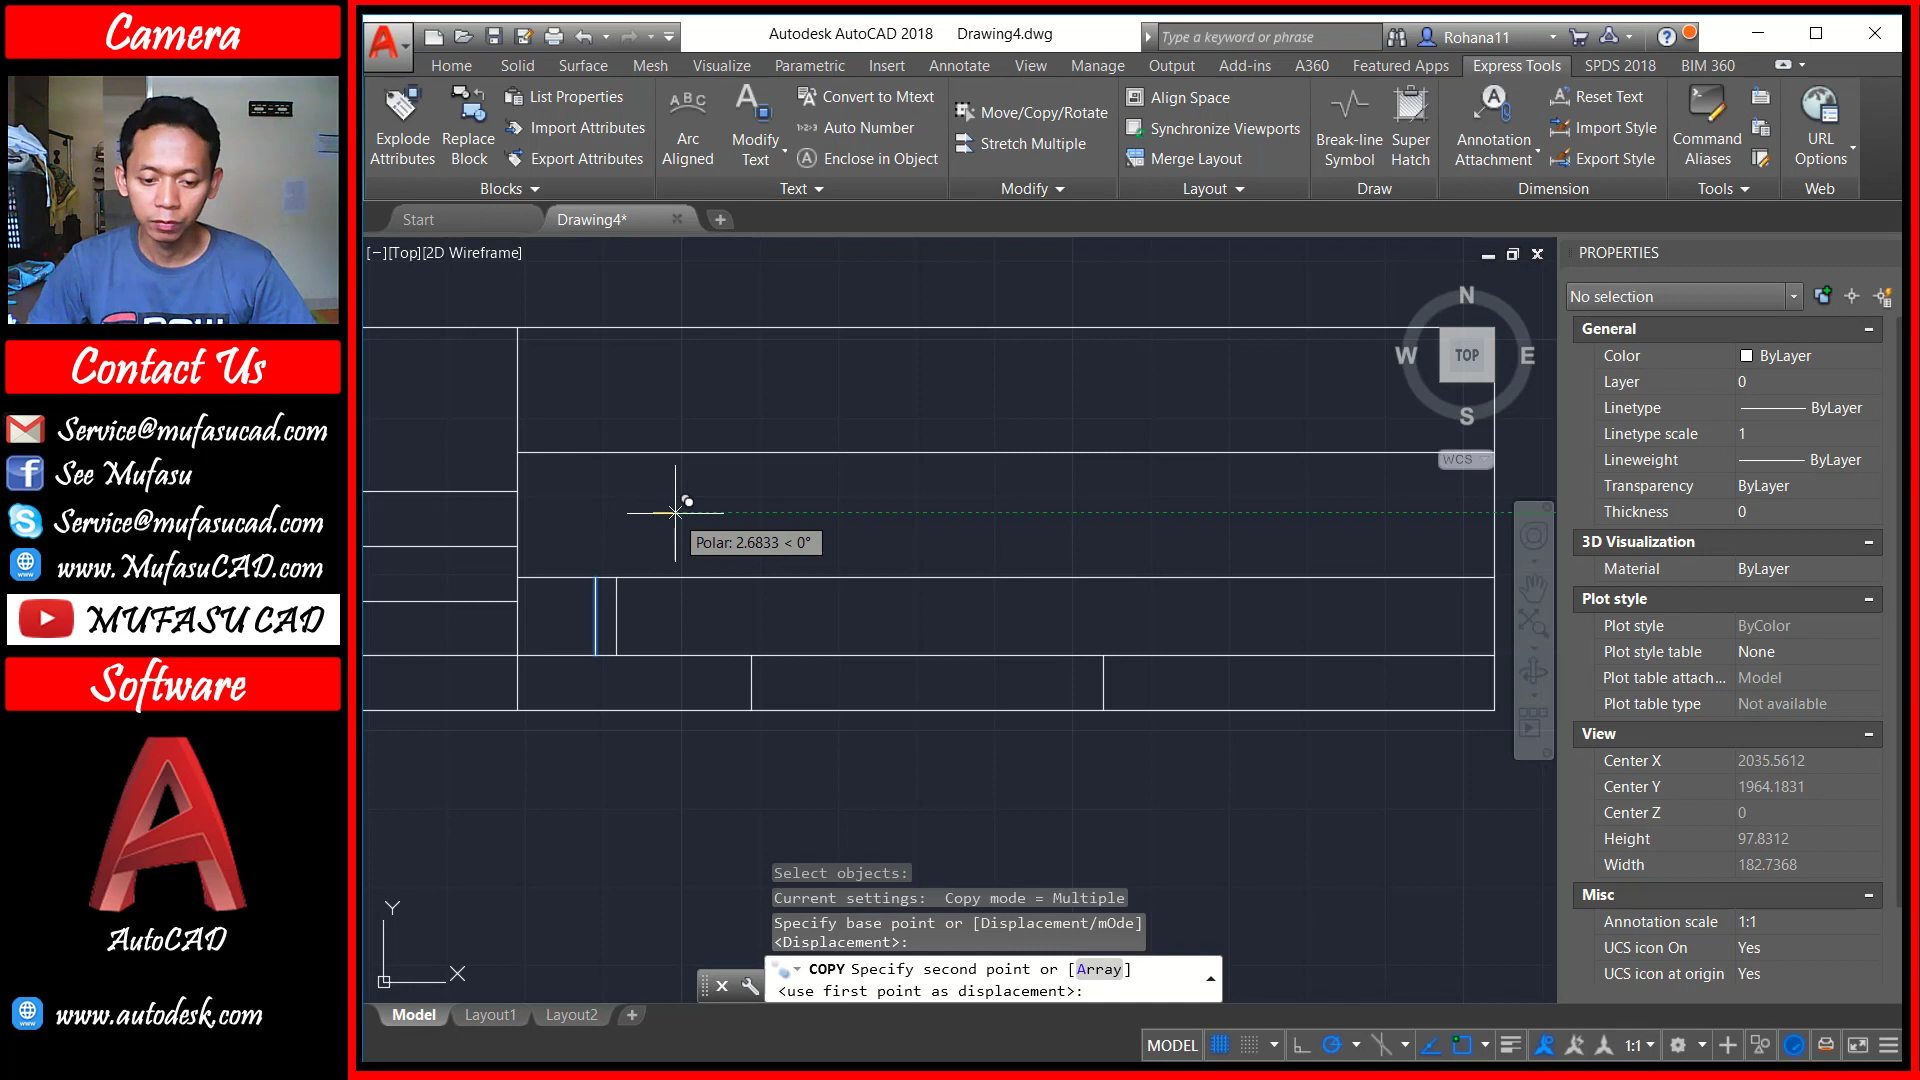 Camera
Contact Us
Service@mufasucad.com
See Mufasu
Service@mufasucad.com
www.MufasuCAD.com
MUFASU CAD
Software
AutoCAD
www.autodesk.com
Autodesk AutoCAD 2018 Drawing4.dwg
Type a keyword or phrase
Rohana11
Home Solid Surface Mesh Visualize Parametric Insert Annotate View Manage Output Add-ins A360 Featured Apps Express Tools SPDS 2018 BIM 360
Explode Attributes
Replace Block
List Properties
Import Attributes
Export Attributes
Blocks
Arc Aligned
Modify Text
Convert to Mtext
Auto Number
Enclose in Object
Text
Move/Copy/Rotate
Stretch Multiple
Modify
Align Space
Synchronize Viewports
Merge Layout
Layout
Break-line Symbol
Super Hatch
Draw
Annotation Attachment
Reset Text
Import Style
Export Style
Dimension
Command Aliases
Tools
URL Options
Web
Start
Drawing4*
[−][Top][2D Wireframe]
N
W TOP E
S
WCS
Polar: 2.6833 < 0°
Y
X
Select objects:
Current settings: Copy mode = Multiple
Specify base point or [Displacement/mOde]
<Displacement>:
COPY Specify second point or [Array]
<use first point as displacement>:
Model Layout1 Layout2
MODEL
1:1
PROPERTIES
No selection
General
Color ByLayer
Layer 0
Linetype ByLayer
Linetype scale 1
Lineweight ByLayer
Transparency ByLayer
Thickness 0
3D Visualization
Material ByLayer
Plot style
Plot style ByColor
Plot style table None
Plot table attach... Model
Plot table type Not available
View
Center X 2035.5612
Center Y 1964.1831
Center Z 0
Height 97.8312
Width 182.7368
Misc
Annotation scale 1:1
UCS icon On Yes
UCS icon at origin Yes